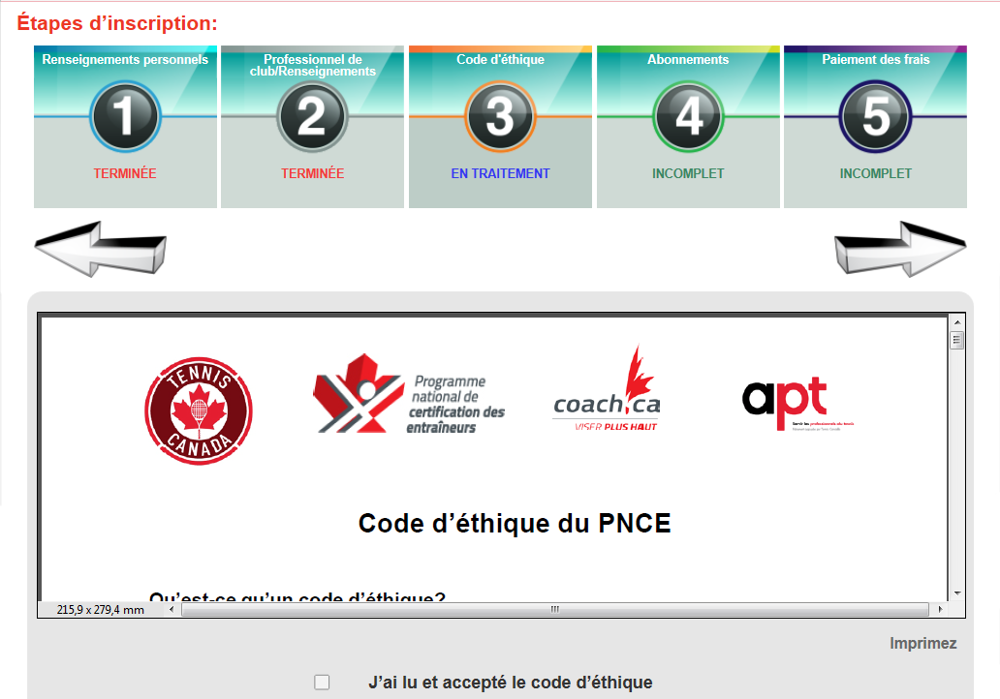 Étapes d’inscription:
Renseignements personnels
1
TERMINÉE
Professionnel de
club/Renseignements
2
TERMINÉE
Code d'éthique
3
EN TRAITEMENT
Abonnements
4
INCOMPLET
Paiement des frais
5
INCOMPLET
TENNIS
CANADA
Programme
national de
certification des
entraîneurs
coach.ca
VISER PLUS HAUT
apt
Servir les professionnels du tennis
Code d’éthique du PNCE
Qu’est-ce qu’un code d’éthique?
215,9 x 279,4 mm
Imprimez
J’ai lu et accepté le code d’éthique